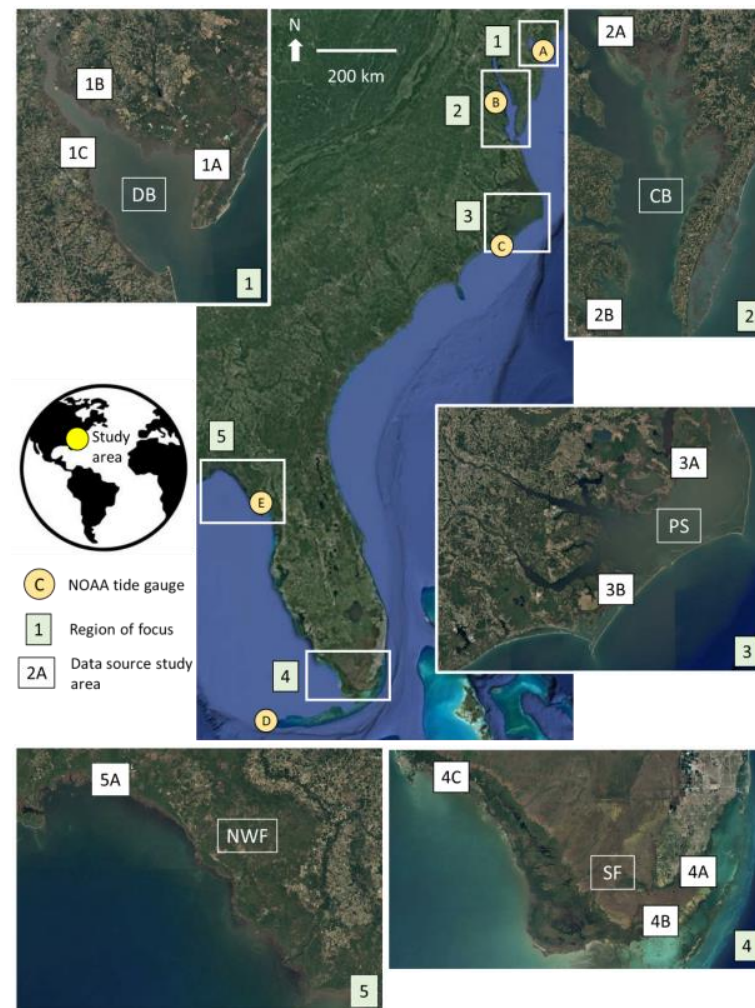 1B
1C
1A
DB
1
N
200 km
1
A
2
B
3
C
5
E
4
D
2A
CB
2B
2
Study
area
C NOAA tide gauge
1 Region of focus
2A Data source study
area
3A
PS
3B
3
5A
NWF
5
4C
SF
4A
4B
4